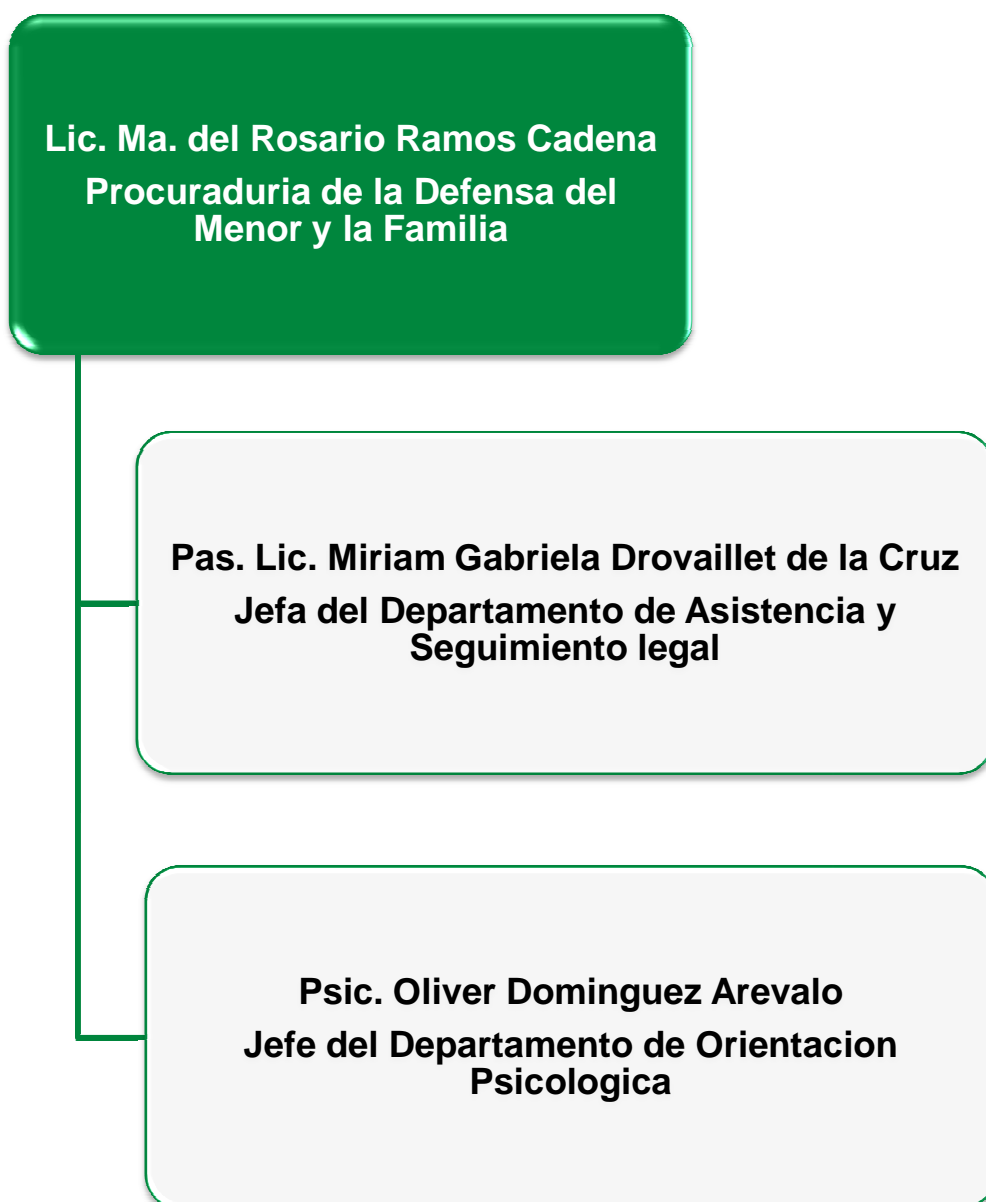 Lic. Ma. del Rosario Ramos Cadena
Procuraduria de la Defensa del
Menor y la Familia
Pas. Lic. Miriam Gabriela Drovaillet de la Cruz
Jefa del Departamento de Asistencia y
Seguimiento legal
Psic. Oliver Dominguez Arevalo
Jefe del Departamento de Orientacion
Psicologica